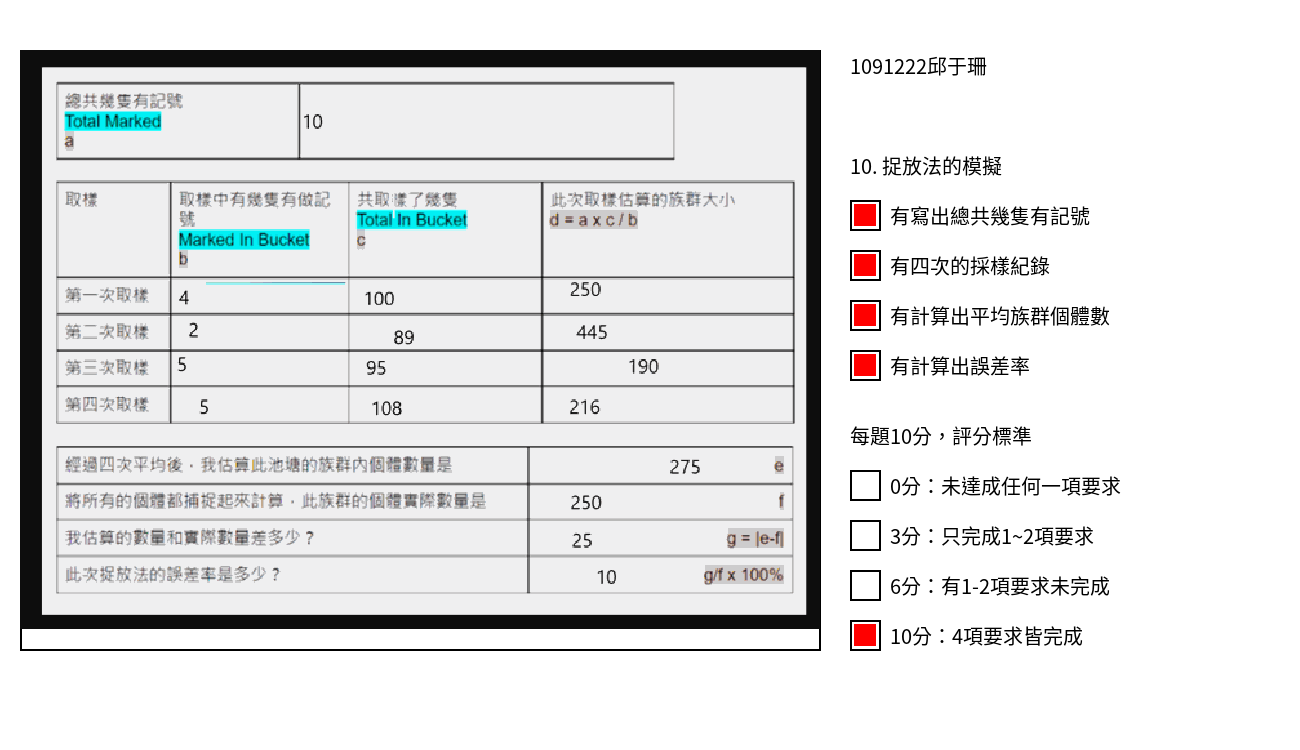 總共幾隻有記號
Total Marked
a
10
取樣
取樣中有幾隻有做記號
Marked In Bucket
b
共取樣了幾隻
Total In Bucket
c
此次取樣估算的族群大小
d = a x c / b
第一次取樣 4 100 250
第二次取樣 2 89 445
第三次取樣 5 95 190
第四次取樣 5 108 216
經過四次平均後，我估算此池塘的族群內個體數量是 275 e
將所有的個體都捕捉起來計算，此族群的個體實際數量是 250 f
我估算的數量和實際數量差多少？ 25 g = |e-f|
此次捉放法的誤差率是多少？ 10 g/f x 100%
1091222邱于珊
10. 捉放法的模擬
有寫出總共幾隻有記號
有四次的採樣紀錄
有計算出平均族群個體數
有計算出誤差率
每題10分，評分標準
0分：未達成任何一項要求
3分：只完成1~2項要求
6分：有1-2項要求未完成
10分：4項要求皆完成